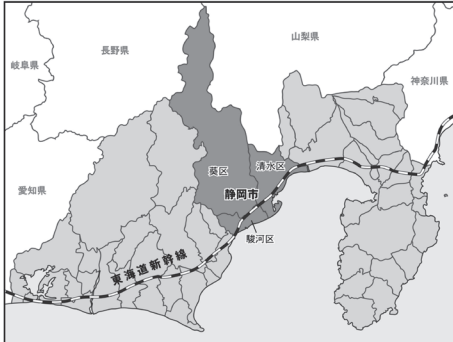 山梨県
長野県
岐阜県
神奈川県
葵区
清水区
愛知県
静岡市
駿河区
東海道新幹線